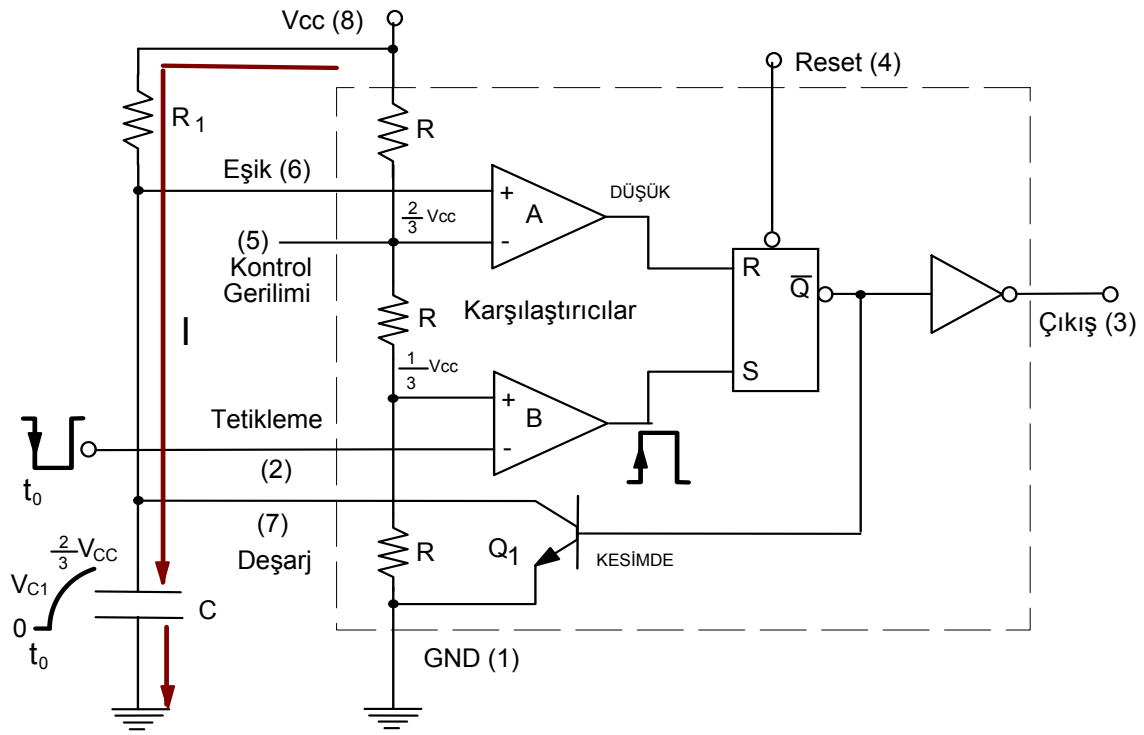 Vcc (8)
Reset (4)
R1
R
Eşik (6)
+
A
-
DÜŞÜK
2/3 Vcc
(5)
Kontrol
Gerilimi
R
Q̅
Çıkış (3)
I
R
Karşılaştırıcılar
1/3 Vcc
S
Tetikleme
+
B
-
(2)
t0
(7)
Deşarj
2/3 VCC
R
Q1
KESİMDE
VC1
0
t0
C
GND (1)